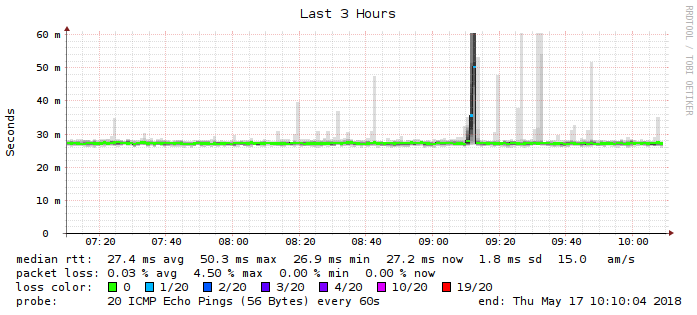 Last 3 Hours
RRDTOOL / TOBI OETIKER
Seconds
60 m
50 m
40 m
30 m
20 m
10 m
0
07:20 07:40 08:00 08:20 08:40 09:00 09:20 09:40 10:00
median rtt: 27.4 ms avg 50.3 ms max 26.9 ms min 27.2 ms now 1.8 ms sd 15.0 am/s
packet loss: 0.03 % avg 4.50 % max 0.00 % min 0.00 % now
loss color: 0 1/20 2/20 3/20 4/20 10/20 19/20
probe: 20 ICMP Echo Pings (56 Bytes) every 60s end: Thu May 17 10:10:04 2018